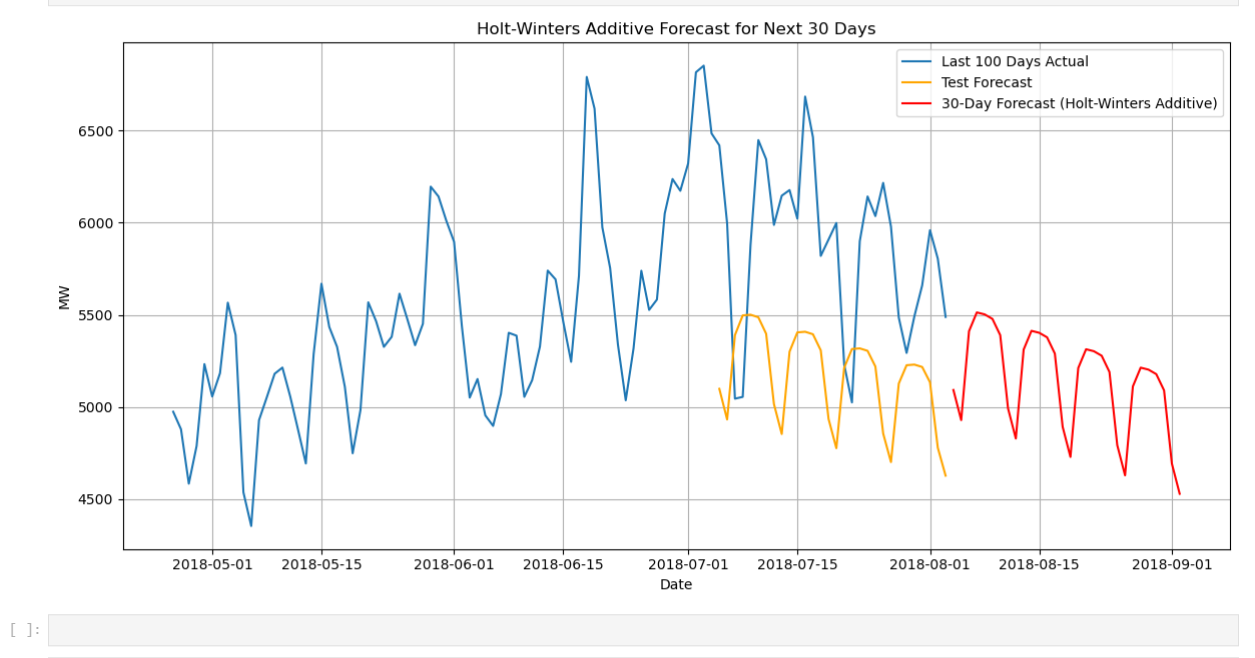 Holt-Winters Additive Forecast for Next 30 Days
Last 100 Days Actual
Test Forecast
30-Day Forecast (Holt-Winters Additive)
6500
6000
5500
5000
4500
MW
2018-05-01 2018-05-15 2018-06-01 2018-06-15 2018-07-01 2018-07-15 2018-08-01 2018-08-15 2018-09-01
Date
[ ]: